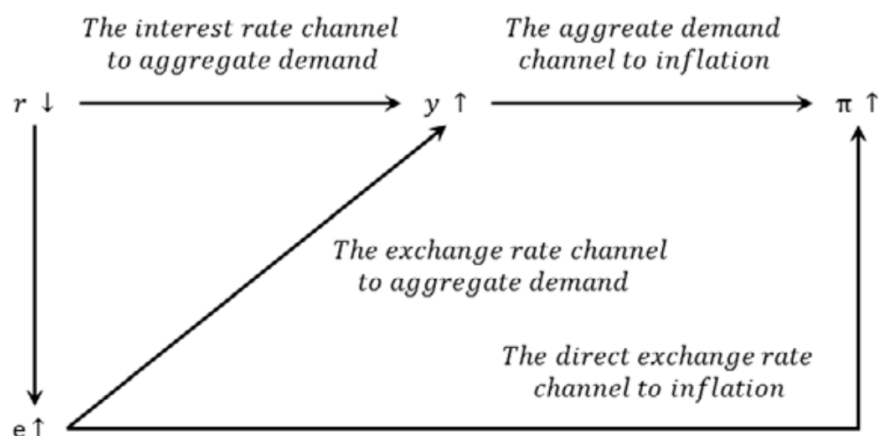 The interest rate channel
to aggregate demand
The aggreate demand
channel to inflation
r ↓
y ↑
π ↑
The exchange rate channel
to aggregate demand
The direct exchange rate
channel to inflation
e↑